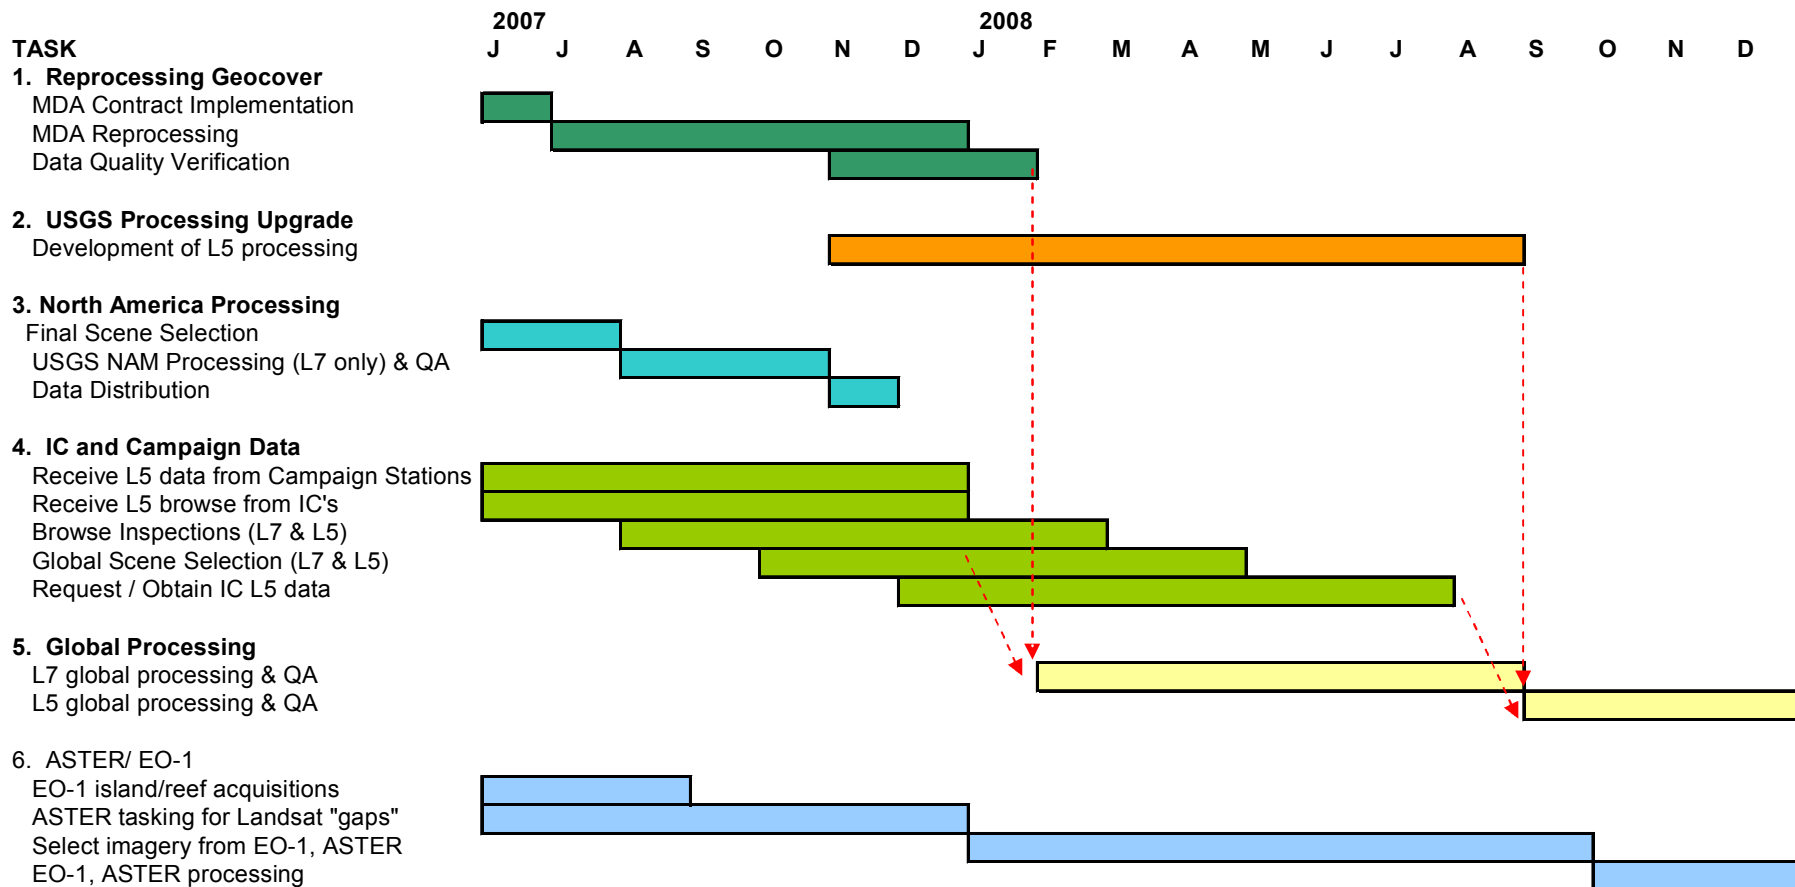 2007 2008
TASK J J A S O N D J F M A M J J A S O N D
1. Reprocessing Geocover
MDA Contract Implementation
MDA Reprocessing
Data Quality Verification
2. USGS Processing Upgrade
Development of L5 processing
3. North America Processing
Final Scene Selection
USGS NAM Processing (L7 only) & QA
Data Distribution
4. IC and Campaign Data
Receive L5 data from Campaign Stations
Receive L5 browse from IC's
Browse Inspections (L7 & L5)
Global Scene Selection (L7 & L5)
Request / Obtain IC L5 data
5. Global Processing
L7 global processing & QA
L5 global processing & QA
6. ASTER/ EO-1
EO-1 island/reef acquisitions
ASTER tasking for Landsat "gaps"
Select imagery from EO-1, ASTER
EO-1, ASTER processing